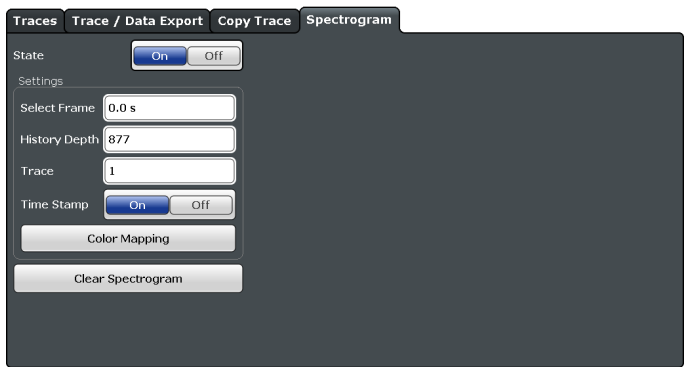 Traces Trace / Data Export Copy Trace Spectrogram
State On Off
Settings
Select Frame 0.0 s
History Depth 877
Trace 1
Time Stamp On Off
Color Mapping
Clear Spectrogram